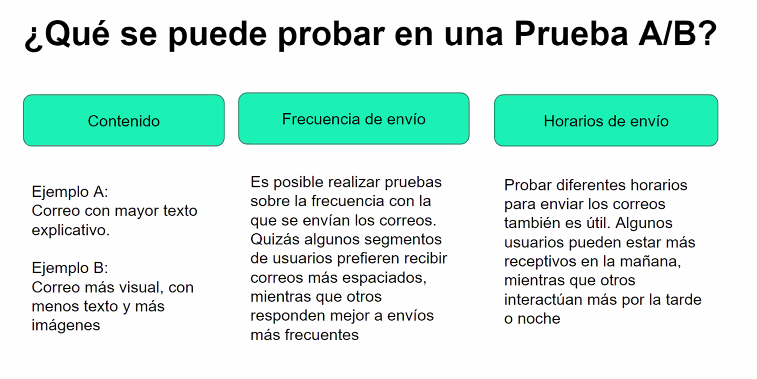 ¿Qué se puede probar en una Prueba A/B?
Contenido
Ejemplo A:
Correo con mayor texto
explicativo.
Ejemplo B:
Correo más visual, con
menos texto y más
imágenes
Frecuencia de envío
Es posible realizar pruebas
sobre la frecuencia con la
que se envían los correos.
Quizás algunos segmentos
de usuarios prefieren recibir
correos más espaciados,
mientras que otros
responden mejor a envíos
más frecuentes
Horarios de envío
Probar diferentes horarios
para enviar los correos
también es útil. Algunos
usuarios pueden estar más
receptivos en la mañana,
mientras que otros
interactúan más por la tarde
o noche